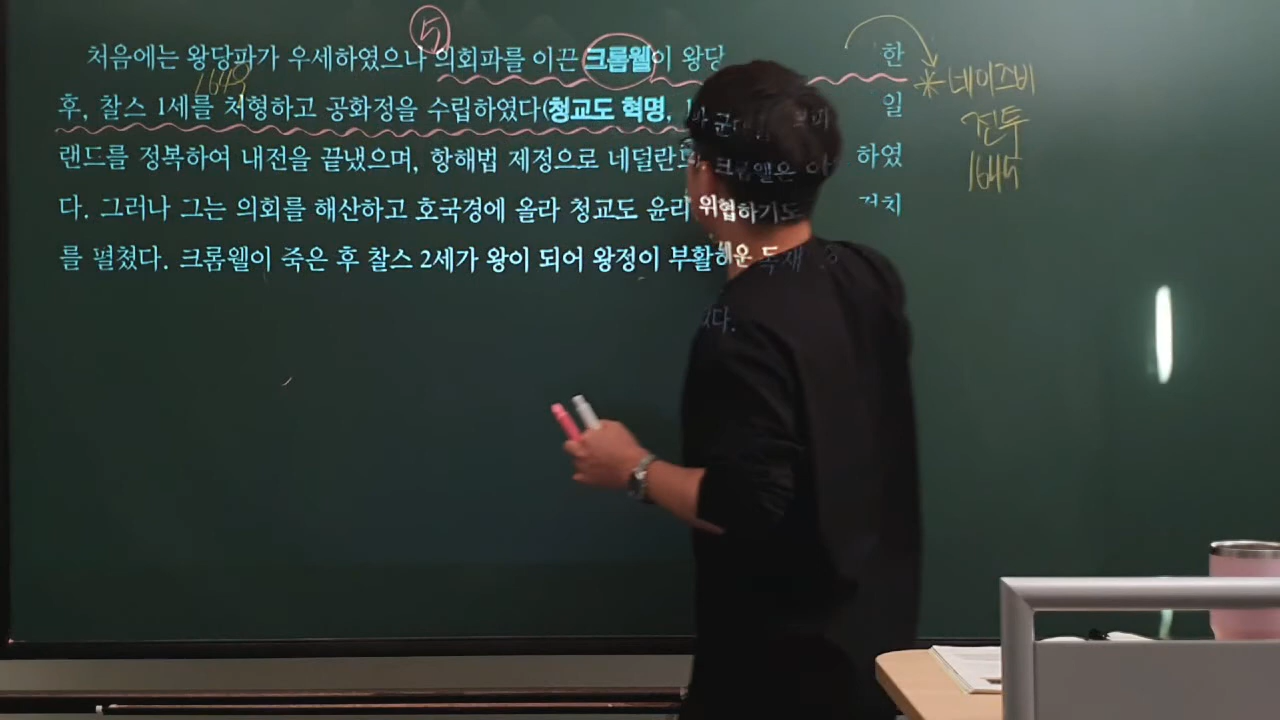 ⑤
처음에는 왕당파가 우세하였으나 의회파를 이끈 크롬웰이 왕당 한
1649
후, 찰스 1세를 처형하고 공화정을 수립하였다(청교도 혁명, 일
랜드를 정복하여 내전을 끝냈으며, 항해법 제정으로 네덜란드 크롬웰은 하였
다. 그러나 그는 의회를 해산하고 호국경에 올라 청교도 윤리 위협하기도 거치
를 펼쳤다. 크롬웰이 죽은 후 찰스 2세가 왕이 되어 왕정이 부활하 운 독재
다.
*네이즈비
전투
1645